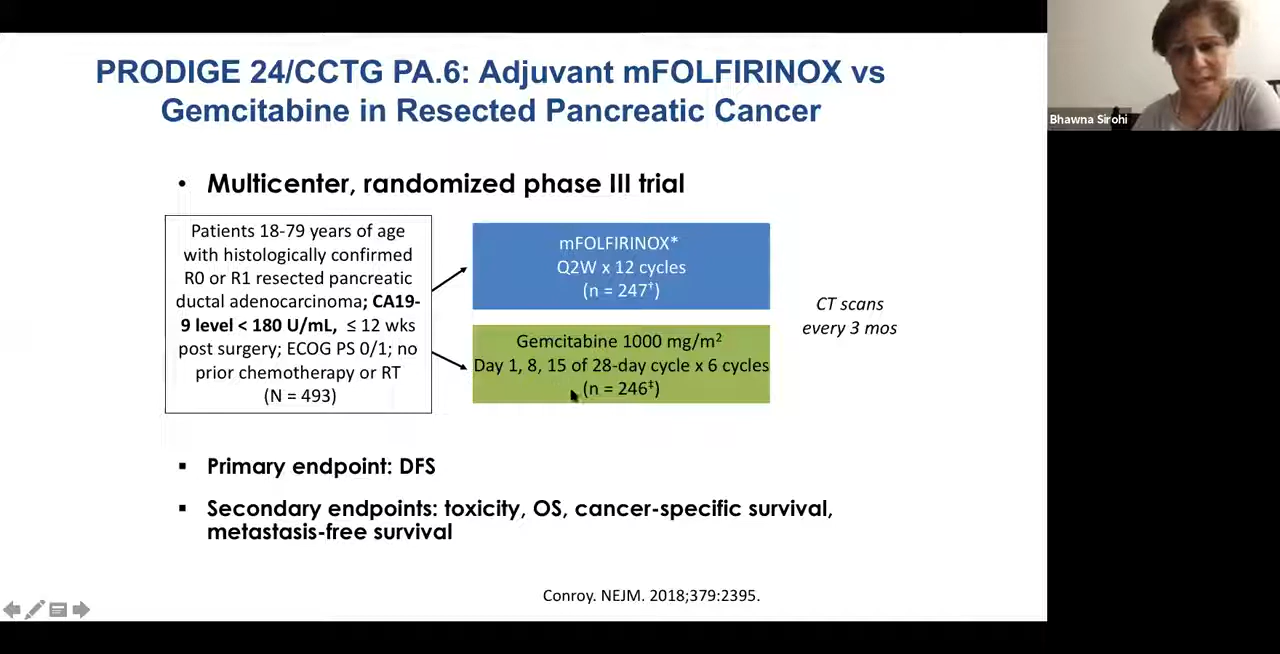 PRODIGE 24/CCTG PA.6: Adjuvant mFOLFIRINOX vs
Gemcitabine in Resected Pancreatic Cancer
• Multicenter, randomized phase III trial
Patients 18-79 years of age
with histologically confirmed
R0 or R1 resected pancreatic
ductal adenocarcinoma; CA19-
9 level < 180 U/mL, ≤ 12 wks
post surgery; ECOG PS 0/1; no
prior chemotherapy or RT
(N = 493)
mFOLFIRINOX*
Q2W x 12 cycles
(n = 247†)
Gemcitabine 1000 mg/m²
Day 1, 8, 15 of 28-day cycle x 6 cycles
(n = 246‡)
CT scans
every 3 mos
▪ Primary endpoint: DFS
▪ Secondary endpoints: toxicity, OS, cancer-specific survival,
metastasis-free survival
Conroy. NEJM. 2018;379:2395.
Bhawna Sirohi